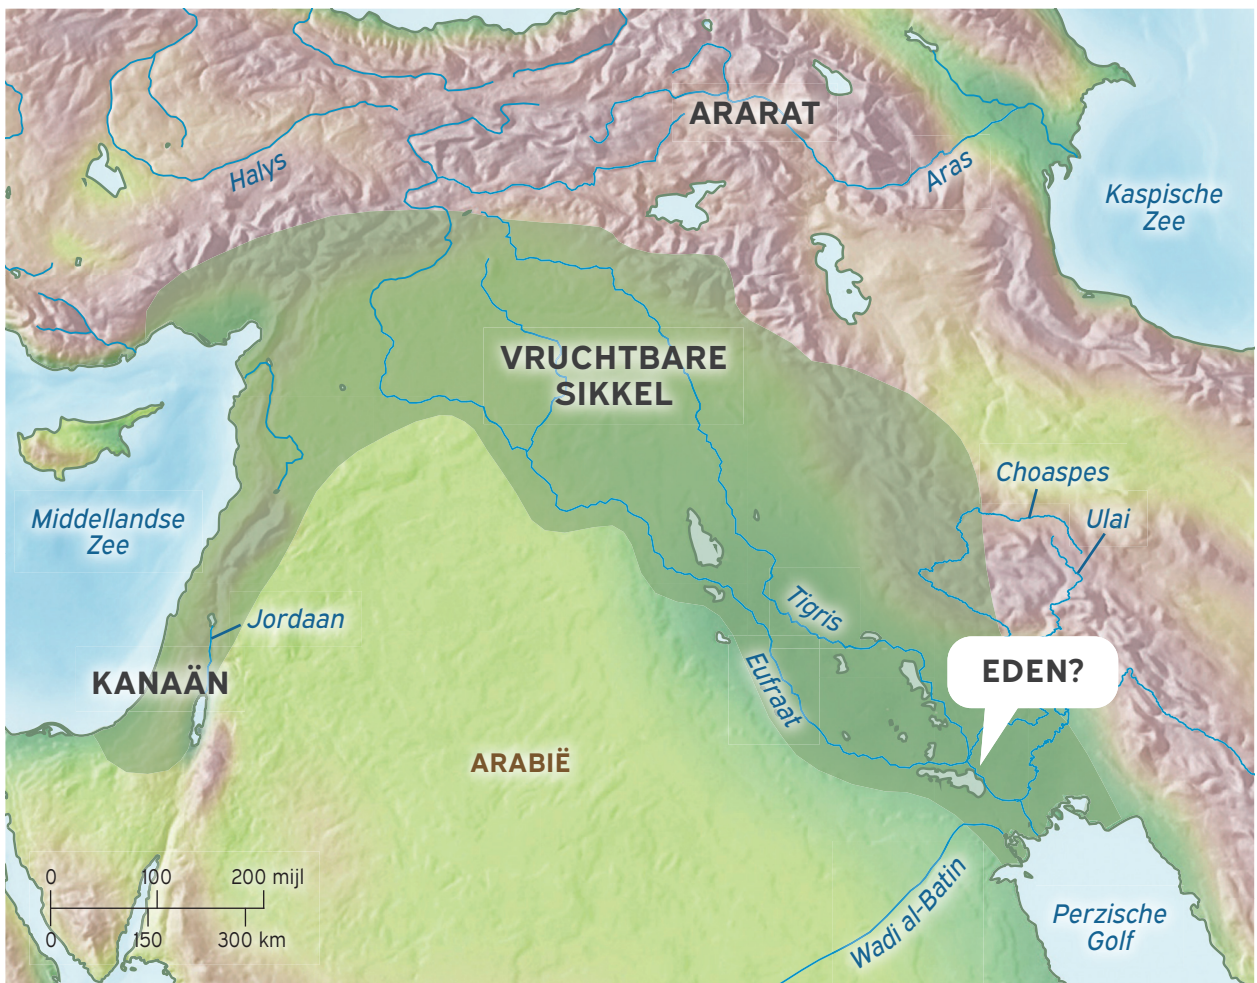 ARARAT
Halys
Aras
Kaspische
Zee
VRUCHTBARE
SIKKEL
Choaspes
Ulai
Middellandse
Zee
Jordaan
Tigris
KANAÄN
Eufraat
EDEN?
ARABIË
0 100 200 mijl
0 150 300 km
Wadi al-Batin
Perzische
Golf